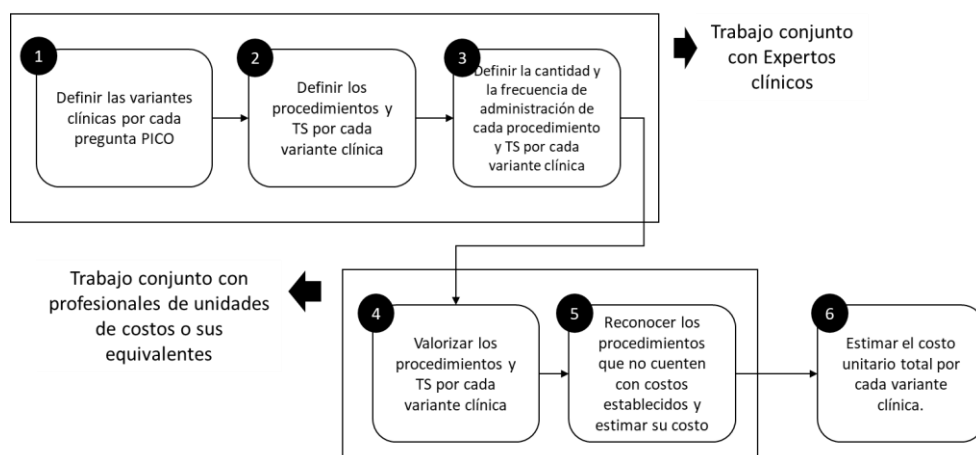 1
Definir las variantes
clínicas por cada
pregunta PICO
2
Definir los
procedimientos y
TS por cada
variante clínica
3
Definir la cantidad y
la frecuencia de
administración de
cada procedimiento
y TS por cada
variante clínica
Trabajo conjunto
con Expertos
clínicos
Trabajo conjunto con
profesionales de unidades
de costos o sus
equivalentes
4
Valorizar los
procedimientos y
TS por cada
variante clínica
5
Reconocer los
procedimientos
que no cuenten
con costos
establecidos y
estimar su costo
6
Estimar el costo
unitario total por
cada variante
clínica.